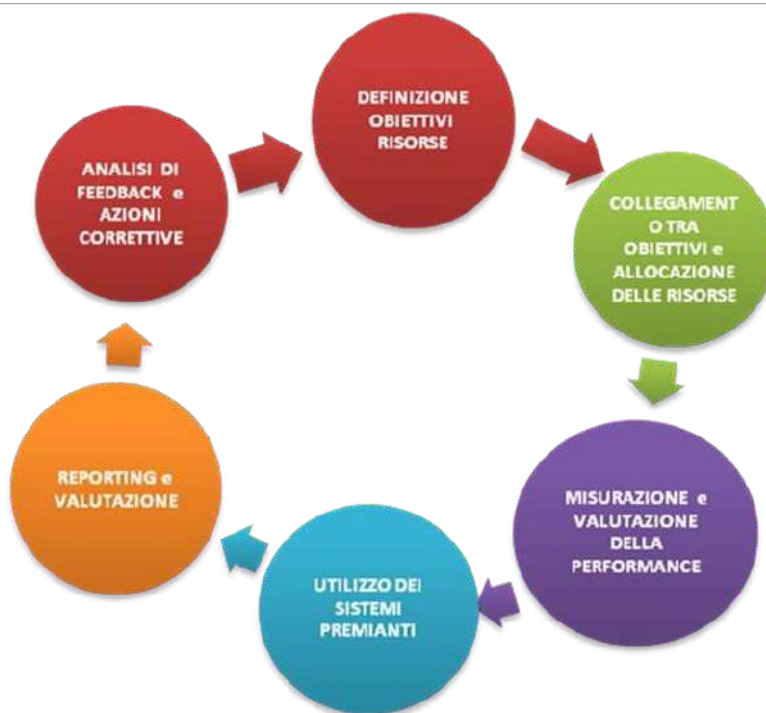 DEFINIZIONE
OBIETTIVI
RISORSE
COLLEGAMENT
O TRA
OBIETTIVI e
ALLOCAZIONE
DELLE RISORSE
MISURAZIONE e
VALUTAZIONE
DELLA
PERFORMANCE
UTILIZZO DEI
SISTEMI
PREMIANTI
REPORTING e
VALUTAZIONE
ANALISI DI
FEEDBACK e
AZIONI
CORRETTIVE